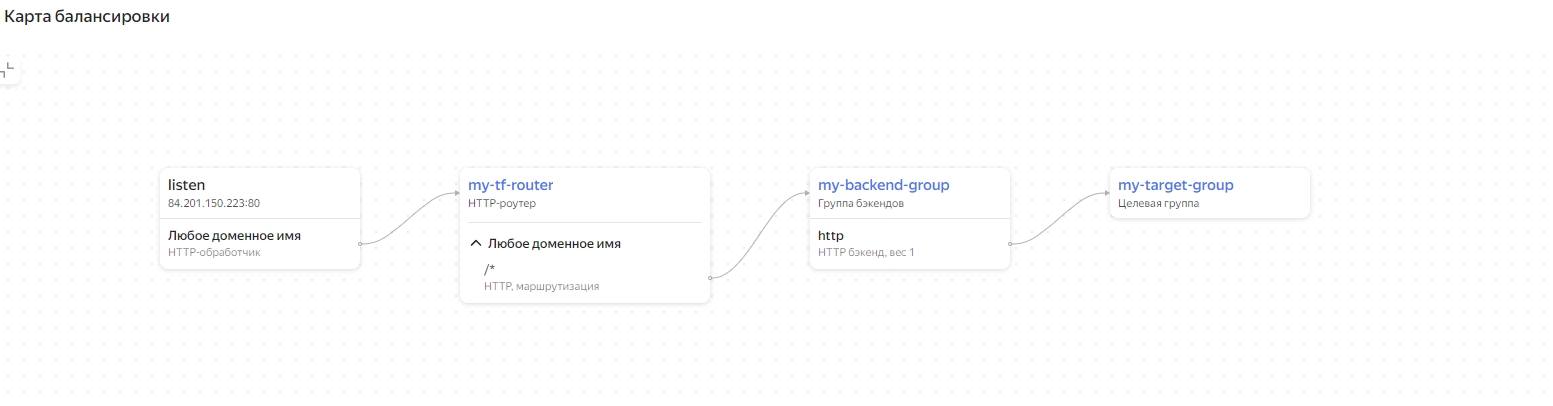 Карта балансировки
listen
84.201.150.223:80
Любое доменное имя
HTTP-обработчик
my-tf-router
HTTP-роутер
Любое доменное имя
/*
HTTP, маршрутизация
my-backend-group
Группа бэкендов
http
HTTP бэкенд, вес 1
my-target-group
Целевая группа